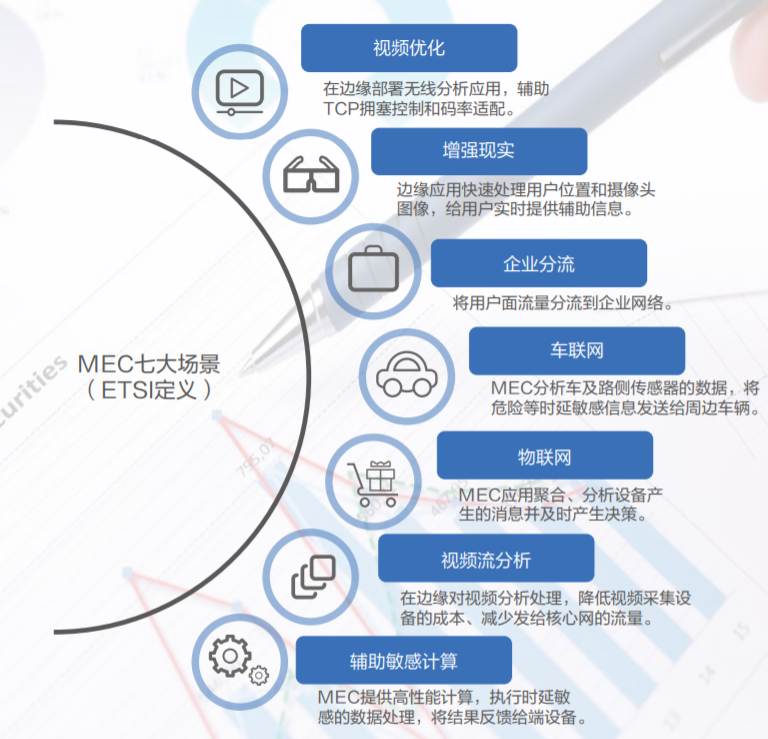 视频优化
在边缘部署无线分析应用，辅助
TCP拥塞控制和码率适配。
增强现实
边缘应用快速处理用户位置和摄像头
图像，给用户实时提供辅助信息。
企业分流
将用户面流量分流到企业网络。
车联网
MEC分析车及路侧传感器的数据，将
危险等时延敏感信息发送给周边车辆。
MEC七大场景
（ ETSI定义 ）
curities
795,07
467,05
物联网
MEC应用聚合、分析设备产
生的消息并及时产生决策。
视频流分析
在边缘对视频分析处理，降低视频采集设
备的成本、减少发给核心网的流量。
辅助敏感计算
MEC提供高性能计算，执行时延敏
感的数据处理，将结果反馈给端设备。
15
14
13